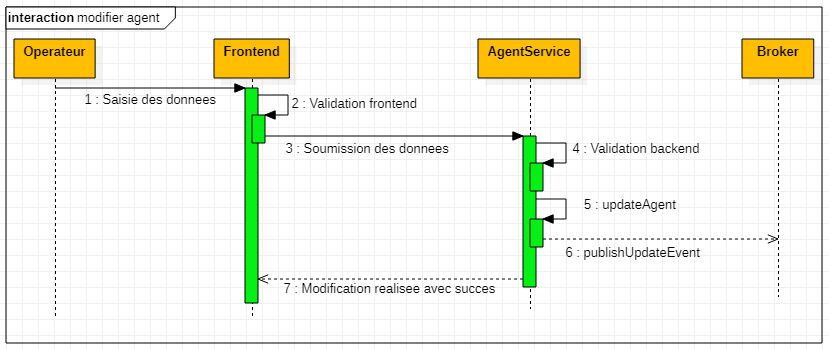 interaction modifier agent
Operateur
Frontend
AgentService
Broker
1 : Saisie des donnees
2 : Validation frontend
3 : Soumission des donnees
4 : Validation backend
5 : updateAgent
6 : publishUpdateEvent
7 : Modification realisee avec succes